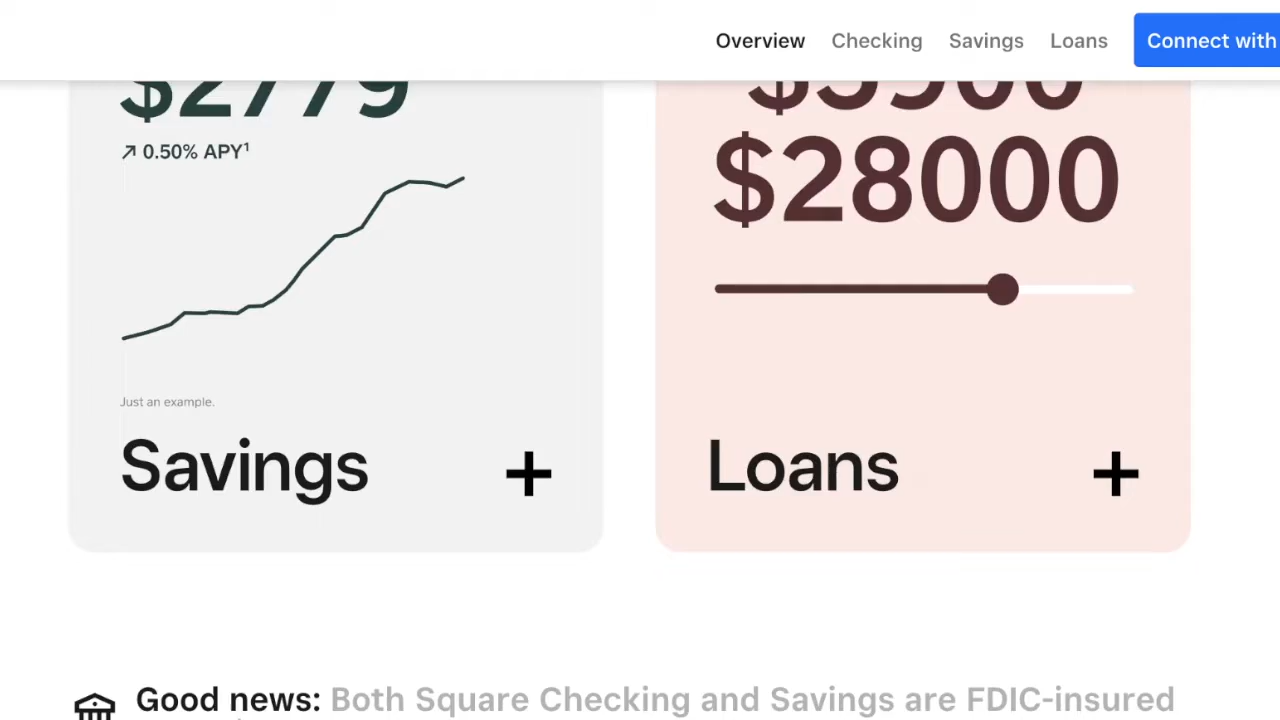 Overview Checking Savings Loans Connect with
$2779
0.50% APY¹
$28000
Just an example.
Savings +
Loans +
Good news: Both Square Checking and Savings are FDIC-insured